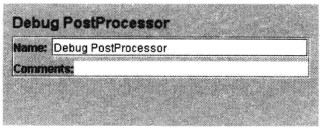 Debug PostProcessor
Name: Debug PostProcessor
Comments: